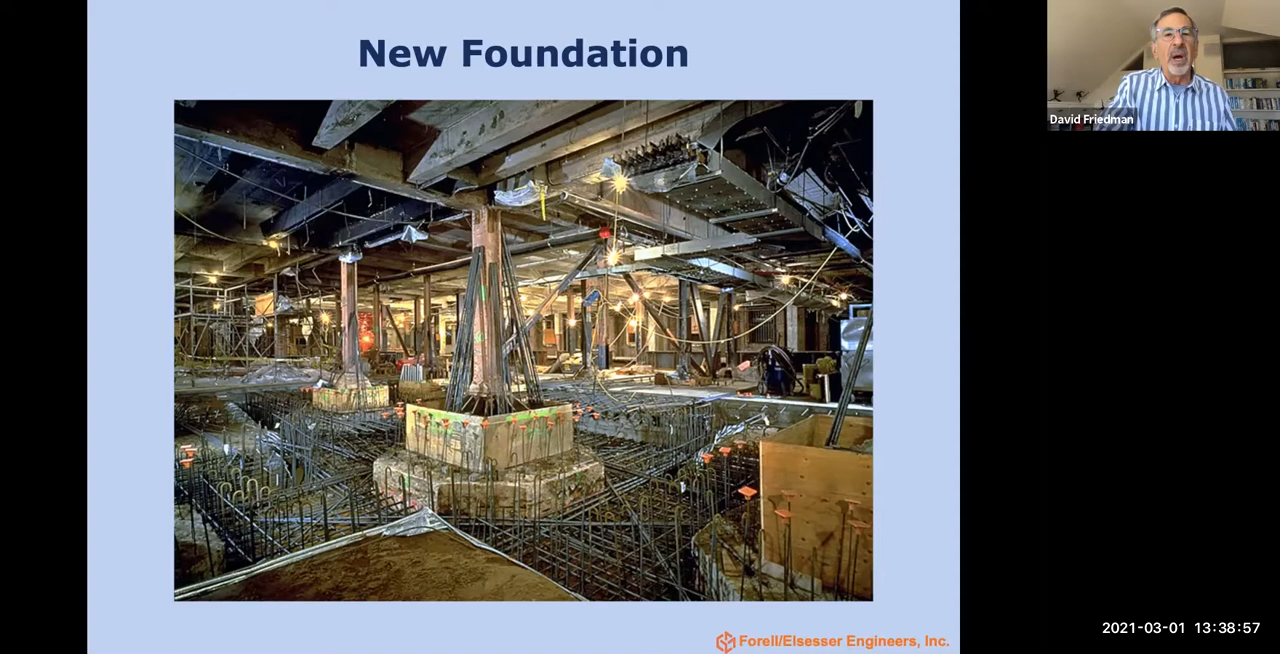 New Foundation
David Friedman
Forell/Elsesser Engineers, Inc.
2021-03-01 13:38:57